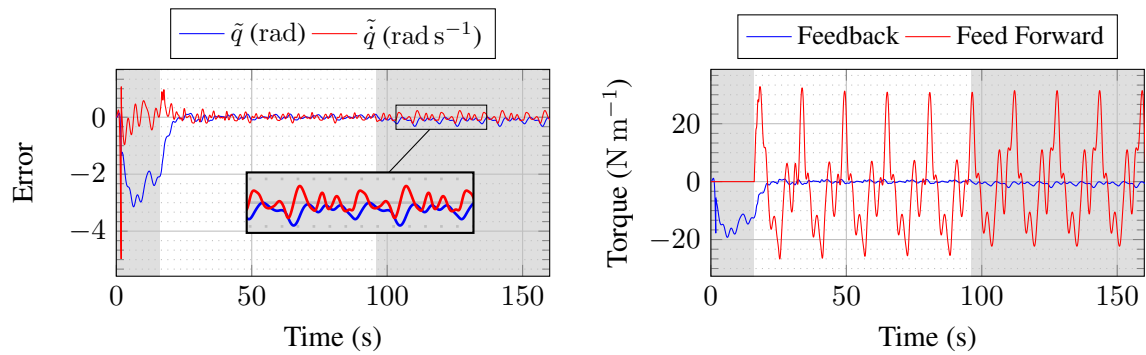 q̃ (rad) q̃̇ (rad s⁻¹)
0
−2
−4
Error
0 50 100 150
Time (s)
Feedback Feed Forward
20
0
−20
Torque (N m⁻¹)
0 50 100 150
Time (s)